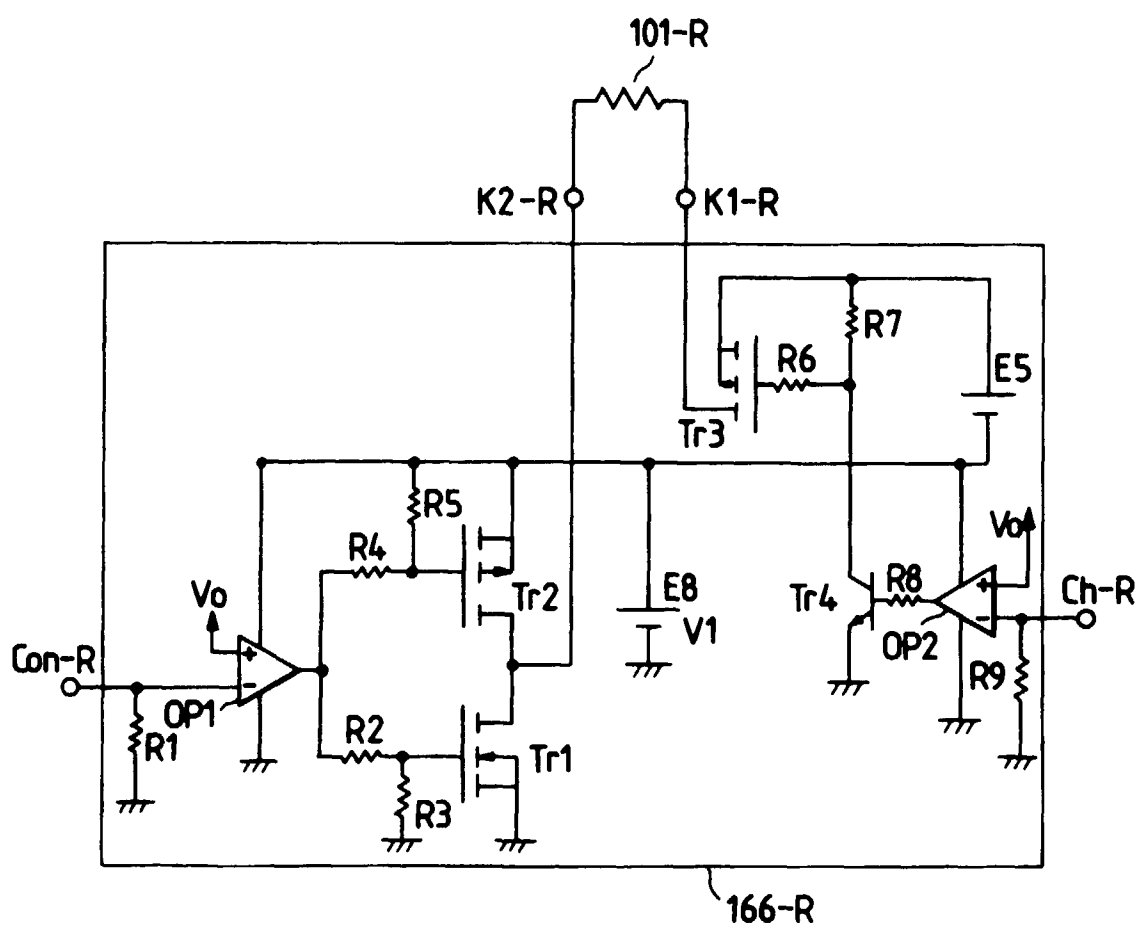 101-R
K2-R
K1-R
R7
R6
E5
Tr3
R5
R4
Vo
Vo
Tr2
E8
V1
Tr4
R8
Ch-R
OP2
R9
Con-R
OP1
R1
R2
Tr1
R3
166-R